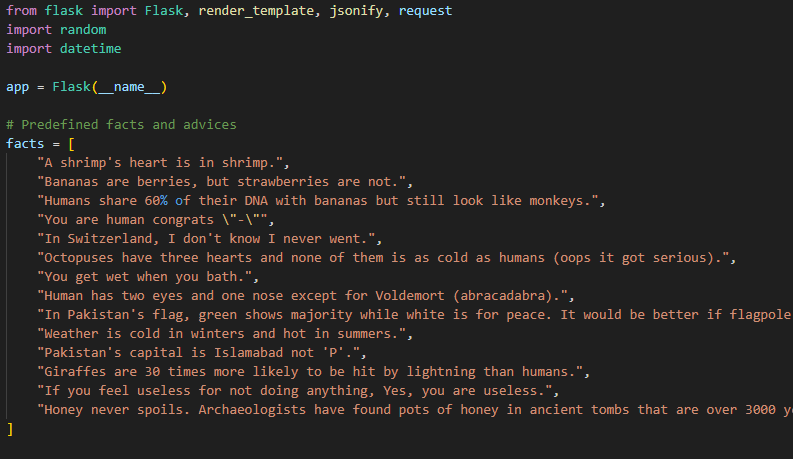 from flask import Flask, render_template, jsonify, request
import random
import datetime
app = Flask(__name__)
# Predefined facts and advices
facts = [
"A shrimp's heart is in shrimp.",
"Bananas are berries, but strawberries are not.",
"Humans share 60% of their DNA with bananas but still look like monkeys.",
"You are human congrats \"-\"",
"In Switzerland, I don't know I never went.",
"Octopuses have three hearts and none of them is as cold as humans (oops it got serious).",
"You get wet when you bath.",
"Human has two eyes and one nose except for Voldemort (abracadabra).",
"In Pakistan's flag, green shows majority while white is for peace. It would be better if flagpole
"Weather is cold in winters and hot in summers.",
"Pakistan's capital is Islamabad not 'P'.",
"Giraffes are 30 times more likely to be hit by lightning than humans.",
"If you feel useless for not doing anything, Yes, you are useless.",
"Honey never spoils. Archaeologists have found pots of honey in ancient tombs that are over 3000
]